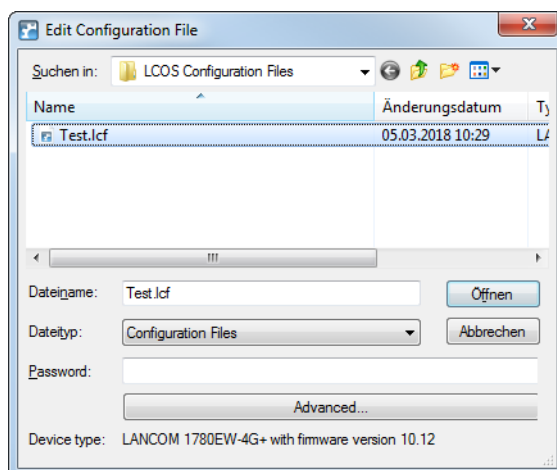 Edit Configuration File
Suchen in: LCOS Configuration Files
Name Änderungsdatum
Test.lcf 05.03.2018 10:29
Dateiname: Test.lcf Öffnen
Dateityp: Configuration Files Abbrechen
Password:
Advanced...
Device type: LANCOM 1780EW-4G+ with firmware version 10.12